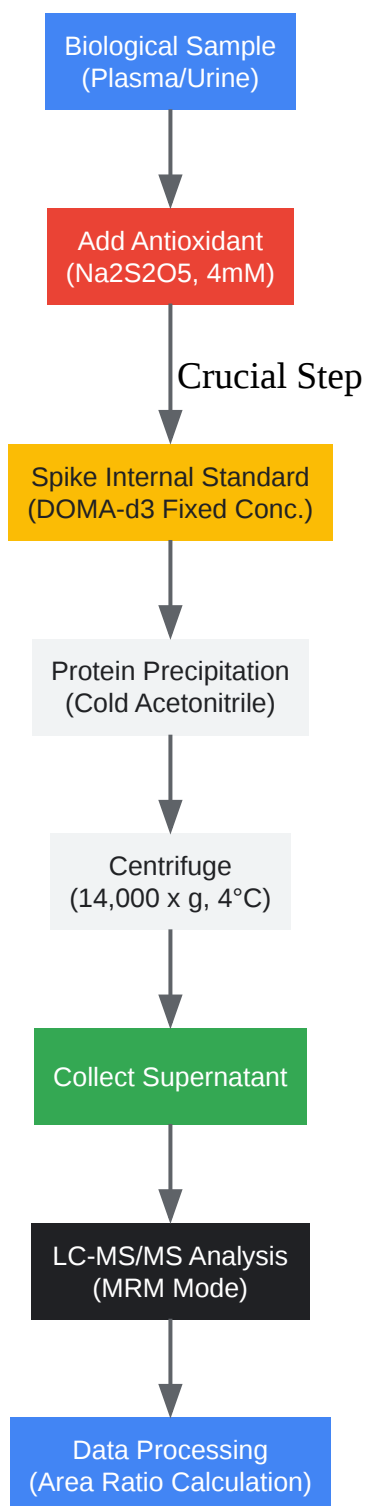 Biological Sample
(Plasma/Urine)
Add Antioxidant
(Na2S2O5, 4mM)
Crucial Step
Spike Internal Standard
(DOMA-d3 Fixed Conc.)
Protein Precipitation
(Cold Acetonitrile)
Centrifuge
(14,000 x g, 4°C)
Collect Supernatant
LC-MS/MS Analysis
(MRM Mode)
Data Processing
(Area Ratio Calculation)